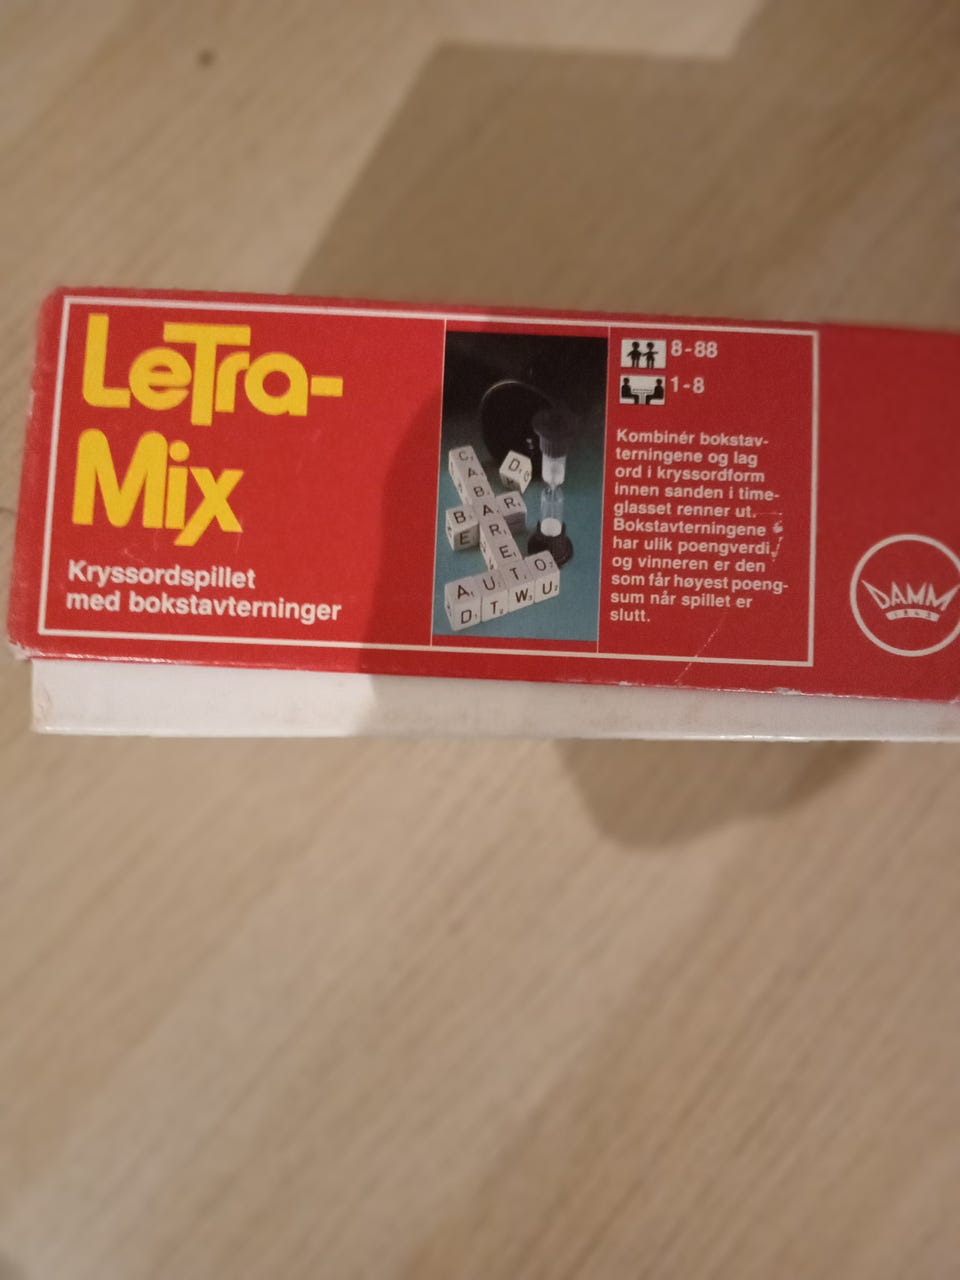 LeTra-
Mix
Kryssordspillet
med bokstavterninger
C
A
B
B A R
E R
E
A U T O
D T W U
D
8-88
1-8
Kombinér bokstav-
terningene og lag
ord i kryssordform
innen sanden i time-
glasset renner ut.
Bokstavterningene
har ulik poengverdi,
og vinneren er den
som får høyest poeng-
sum når spillet er
slutt.
DAMM
1843